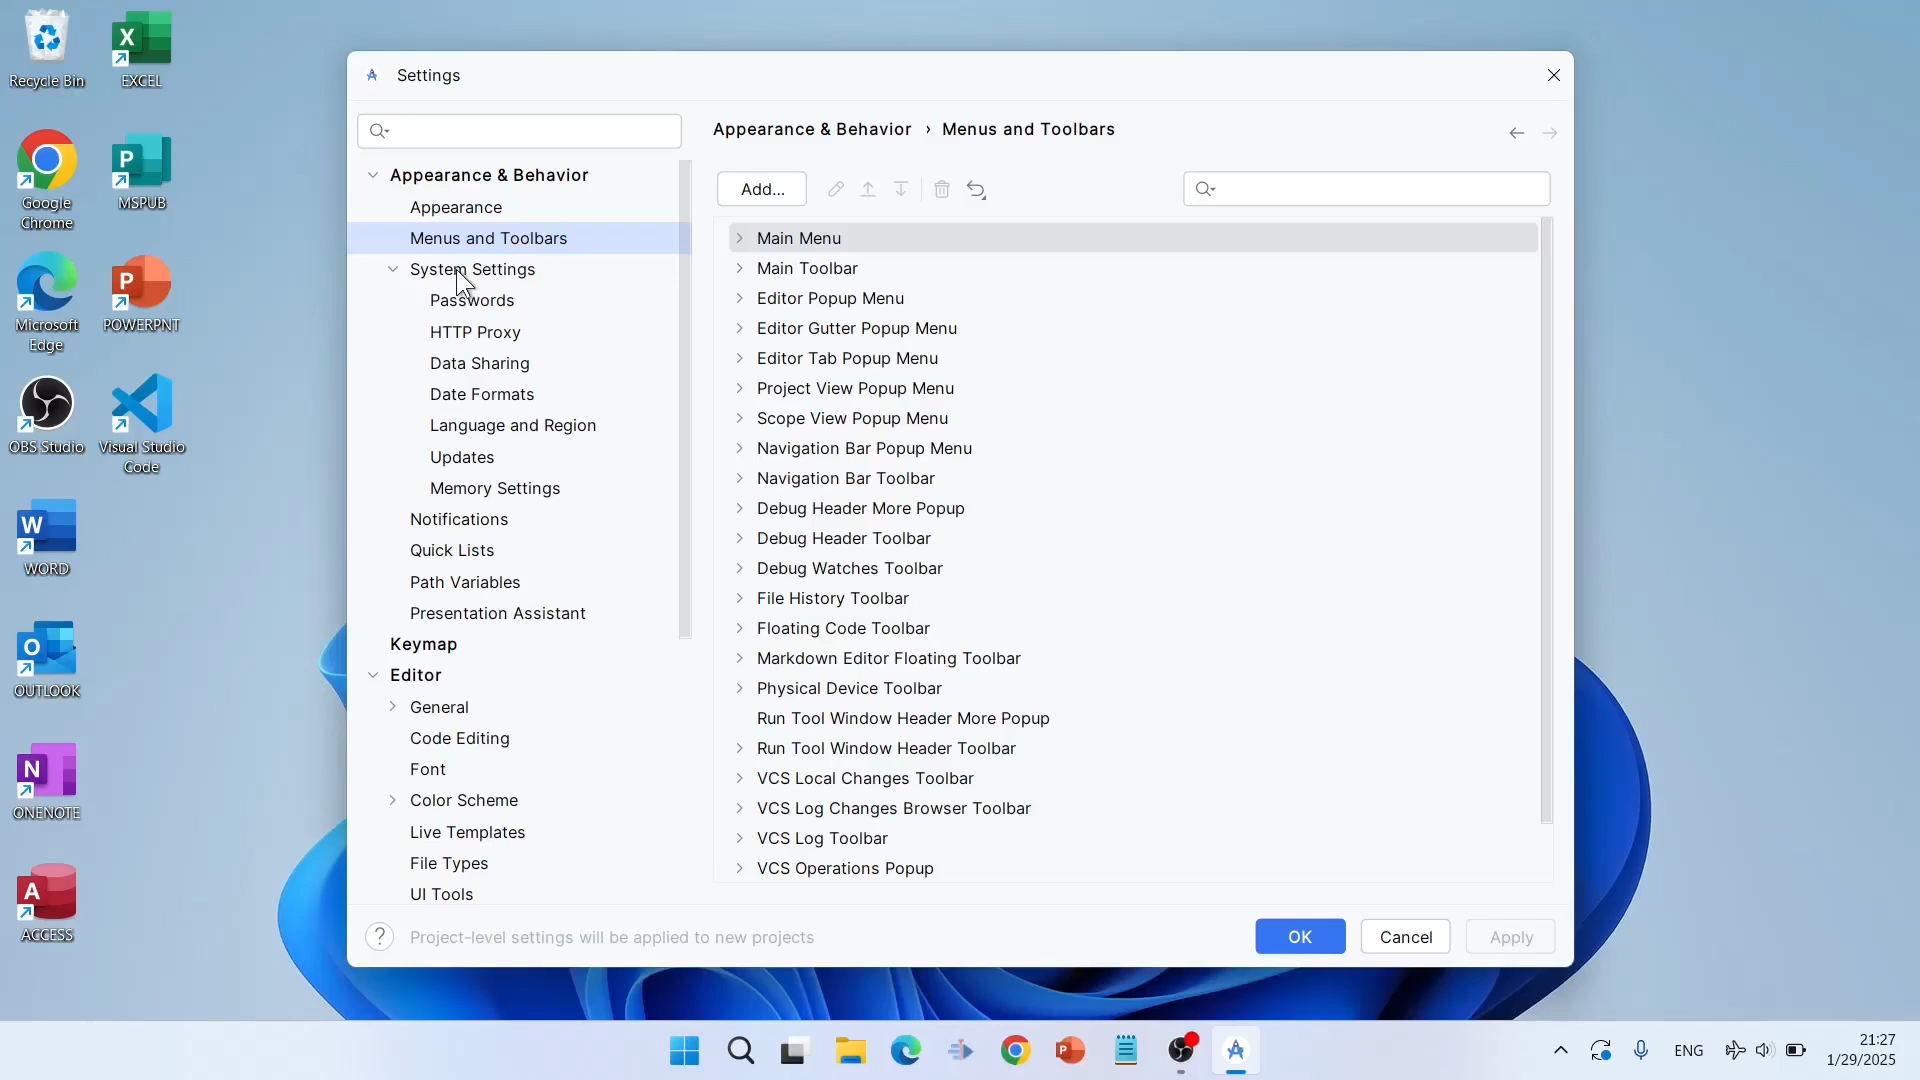 Recycle Bin
EXCEL
Google
Chrome
MSPUB
Microsoft
Edge
POWERPNT
OBS Studio
Visual Studio
Code
WORD
OUTLOOK
ONENOTE
ACCESS
Settings
Appearance & Behavior
Appearance
Menus and Toolbars
System Settings
Passwords
HTTP Proxy
Data Sharing
Date Formats
Language and Region
Updates
Memory Settings
Notifications
Quick Lists
Path Variables
Presentation Assistant
Keymap
Editor
General
Code Editing
Font
Color Scheme
Live Templates
File Types
UI Tools
Appearance & Behavior › Menus and Toolbars
Add...
Main Menu
Main Toolbar
Editor Popup Menu
Editor Gutter Popup Menu
Editor Tab Popup Menu
Project View Popup Menu
Scope View Popup Menu
Navigation Bar Popup Menu
Navigation Bar Toolbar
Debug Header More Popup
Debug Header Toolbar
Debug Watches Toolbar
File History Toolbar
Floating Code Toolbar
Markdown Editor Floating Toolbar
Physical Device Toolbar
Run Tool Window Header More Popup
Run Tool Window Header Toolbar
VCS Local Changes Toolbar
VCS Log Changes Browser Toolbar
VCS Log Toolbar
VCS Operations Popup
? Project-level settings will be applied to new projects
OK Cancel Apply
ENG
21:27
1/29/2025